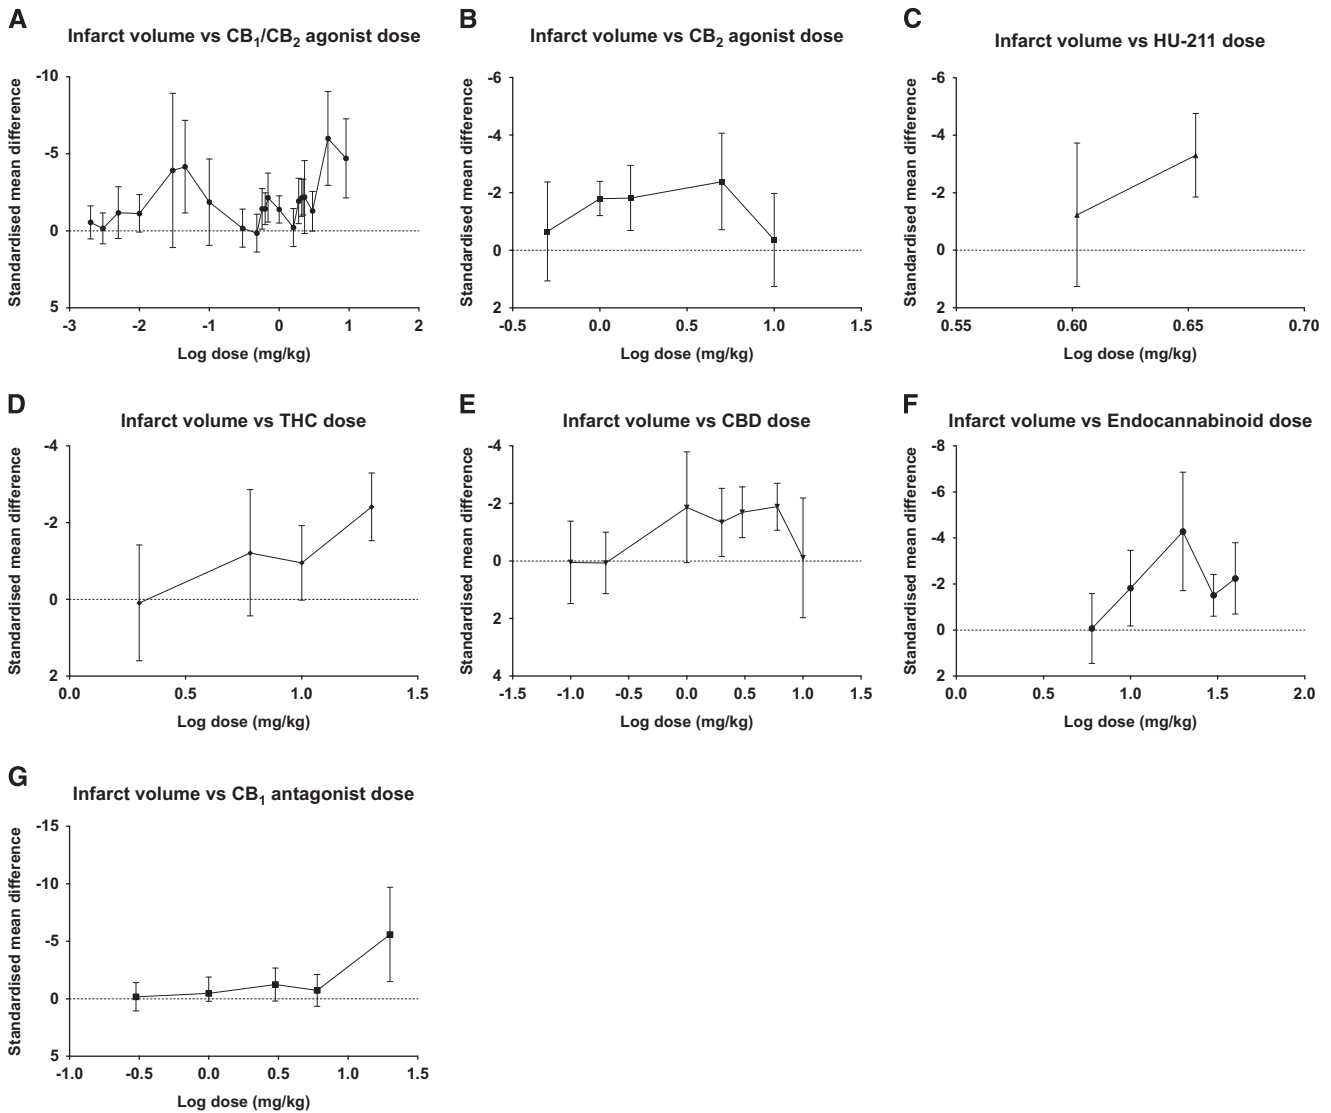 A
Infarct volume vs CB1/CB2 agonist dose
Standardised mean difference
-10
-5
0
5
-3 -2 -1 0 1 2
Log dose (mg/kg)
B
Infarct volume vs CB2 agonist dose
Standardised mean difference
-6
-4
-2
0
2
-0.5 0.0 0.5 1.0 1.5
Log dose (mg/kg)
C
Infarct volume vs HU-211 dose
Standardised mean difference
-6
-4
-2
0
2
0.55 0.60 0.65 0.70
Log dose (mg/kg)
D
Infarct volume vs THC dose
Standardised mean difference
-4
-2
0
2
0.0 0.5 1.0 1.5
Log dose (mg/kg)
E
Infarct volume vs CBD dose
Standardised mean difference
-4
-2
0
2
4
-1.5 -1.0 -0.5 0.0 0.5 1.0 1.5
Log dose (mg/kg)
F
Infarct volume vs Endocannabinoid dose
Standardised mean difference
-8
-6
-4
-2
0
2
0.0 0.5 1.0 1.5 2.0
Log dose (mg/kg)
G
Infarct volume vs CB1 antagonist dose
Standardised mean difference
-15
-10
-5
0
5
-1.0 -0.5 0.0 0.5 1.0 1.5
Log dose (mg/kg)